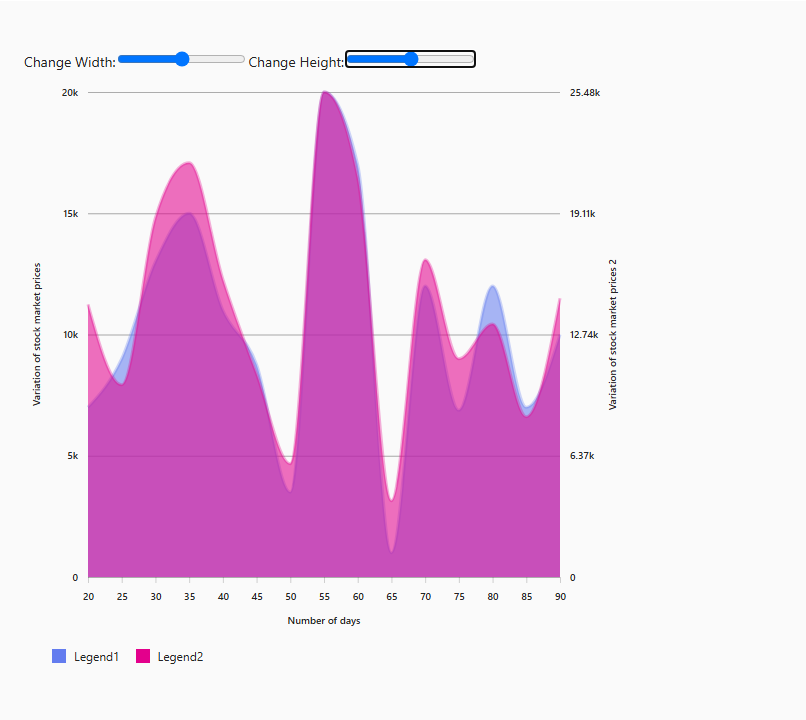 Change Width: Change Height:
20k 25.48k
15k 19.11k
Variation of stock market prices
Variation of stock market prices 2
10k 12.74k
5k 6.37k
0 0
20 25 30 35 40 45 50 55 60 65 70 75 80 85 90
Number of days
Legend1 Legend2